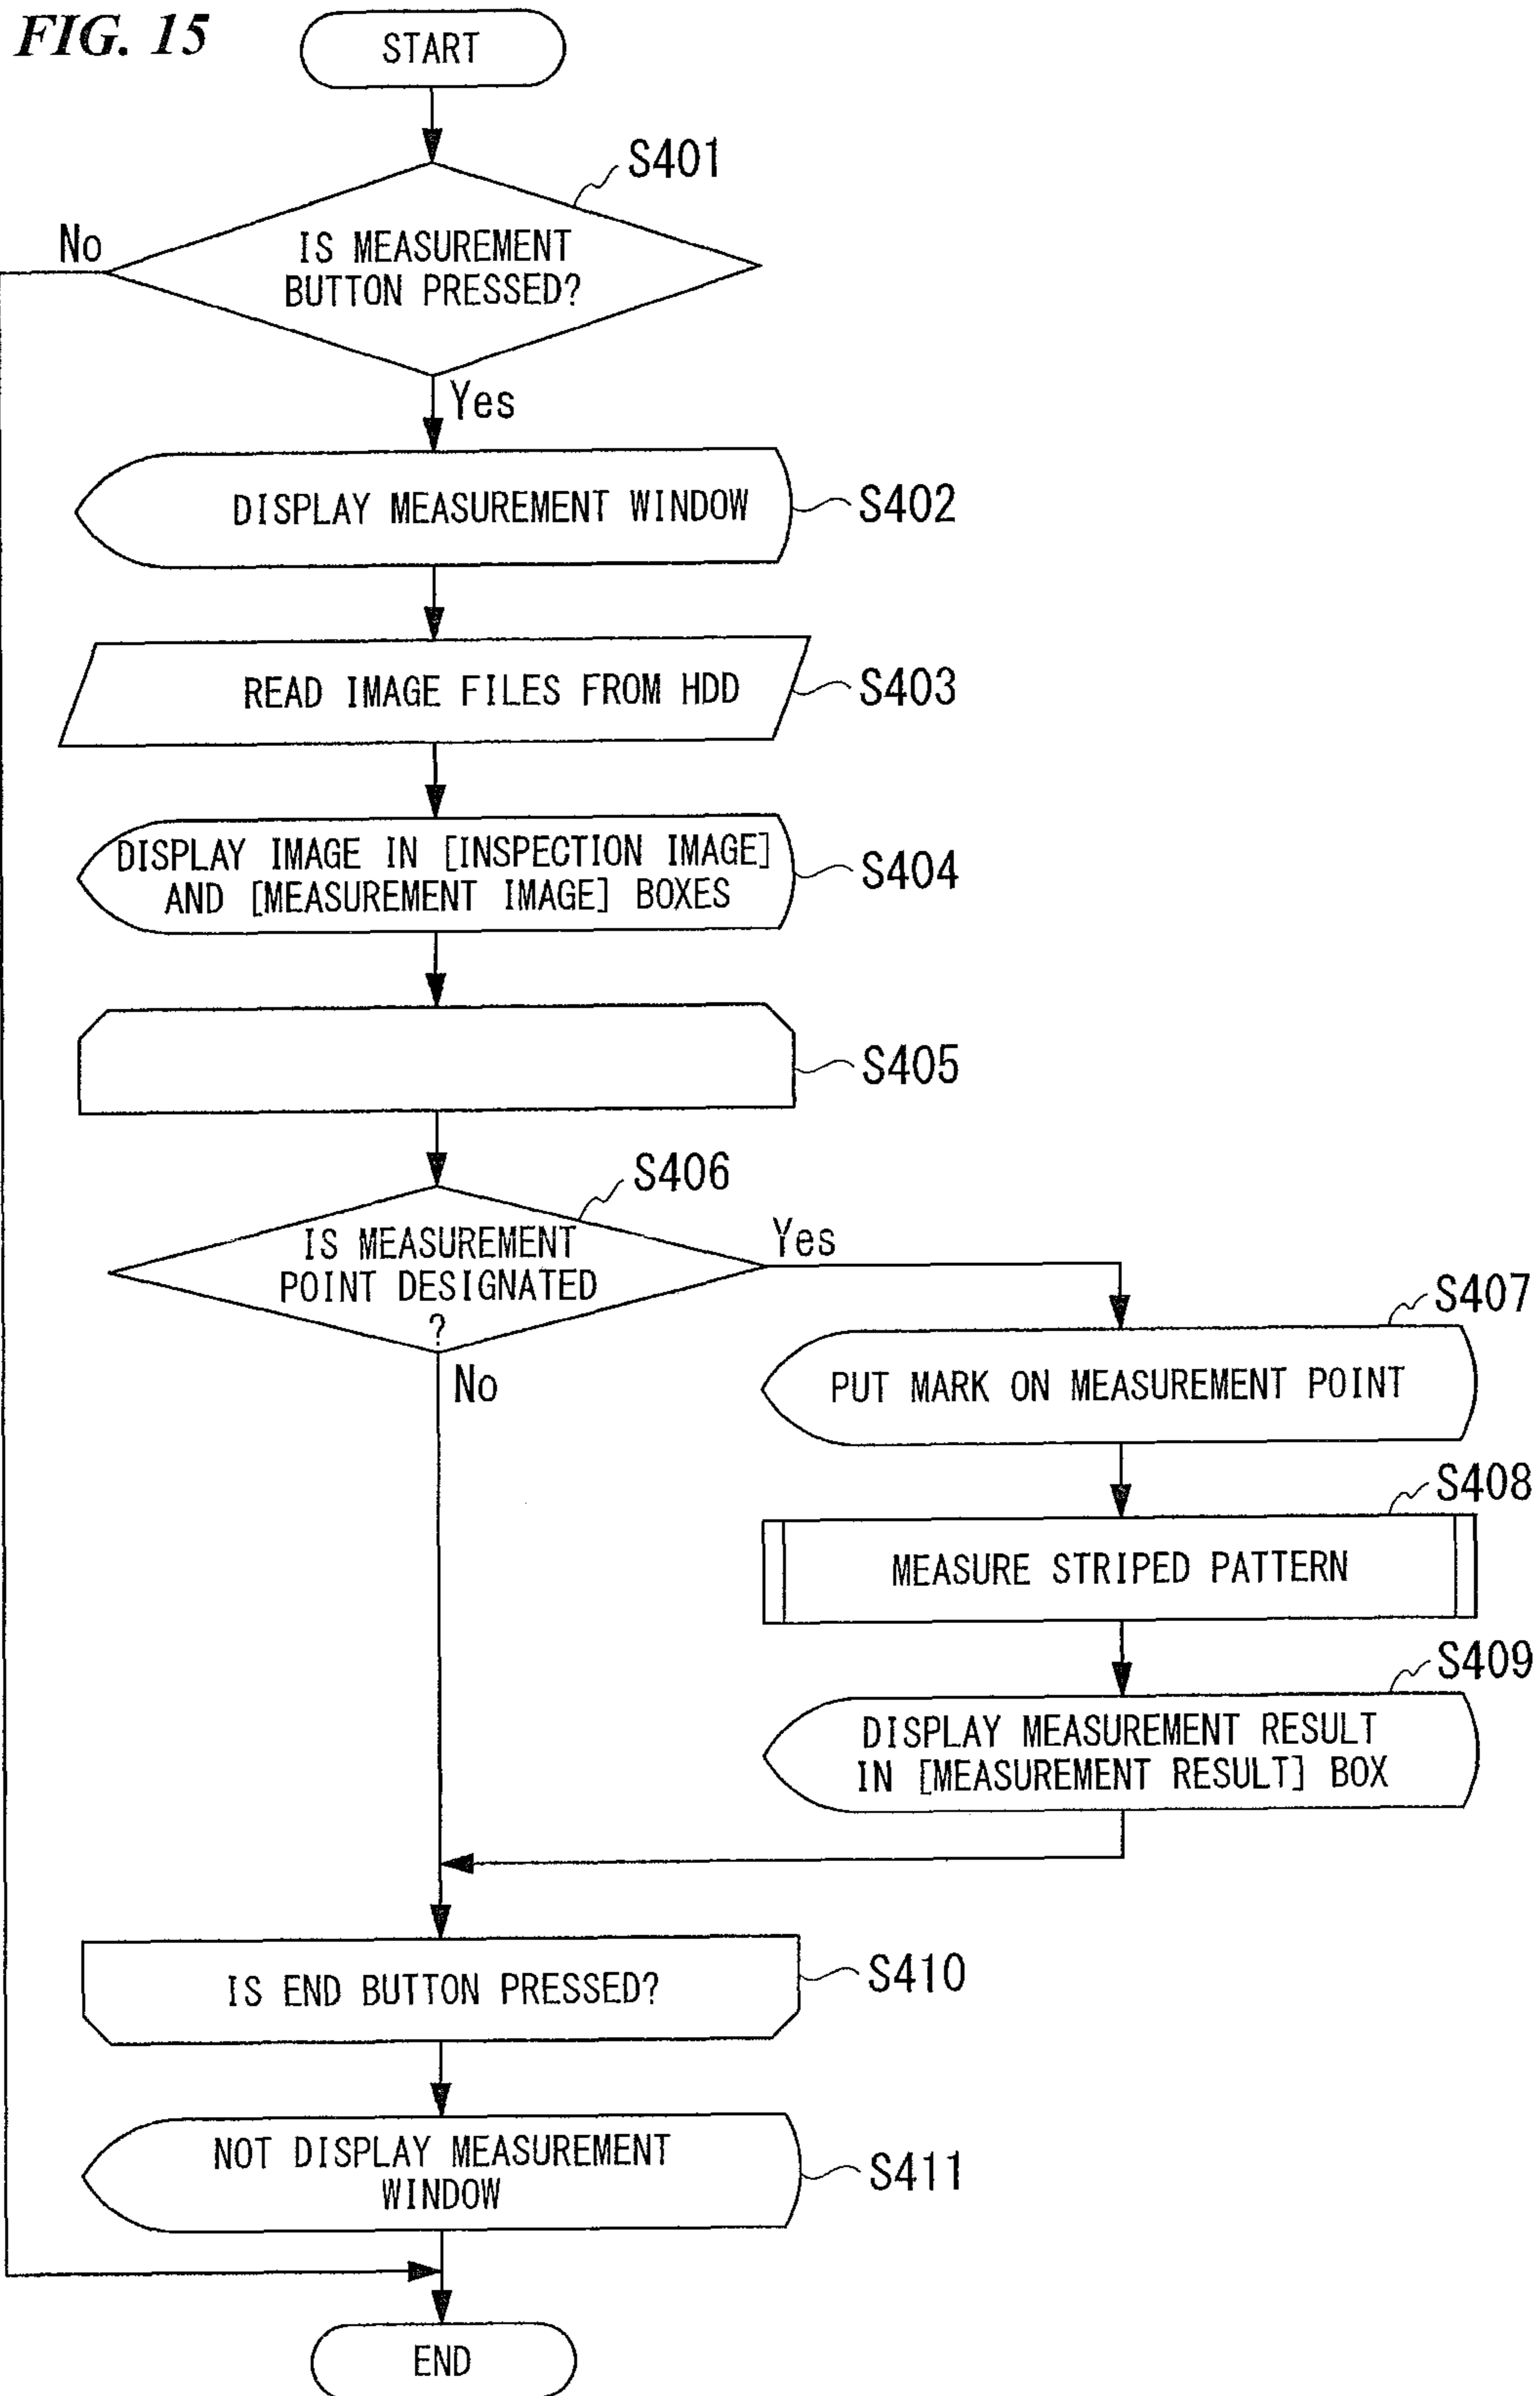 FIG. 15
START
S401
No
IS MEASUREMENT
BUTTON PRESSED?
Yes
DISPLAY MEASUREMENT WINDOW
S402
READ IMAGE FILES FROM HDD
S403
DISPLAY IMAGE IN [INSPECTION IMAGE]
AND [MEASUREMENT IMAGE] BOXES
S404
S405
S406
IS MEASUREMENT
POINT DESIGNATED
?
Yes
No
S407
PUT MARK ON MEASUREMENT POINT
S408
MEASURE STRIPED PATTERN
S409
DISPLAY MEASUREMENT RESULT
IN [MEASUREMENT RESULT] BOX
IS END BUTTON PRESSED?
S410
NOT DISPLAY MEASUREMENT
WINDOW
S411
END